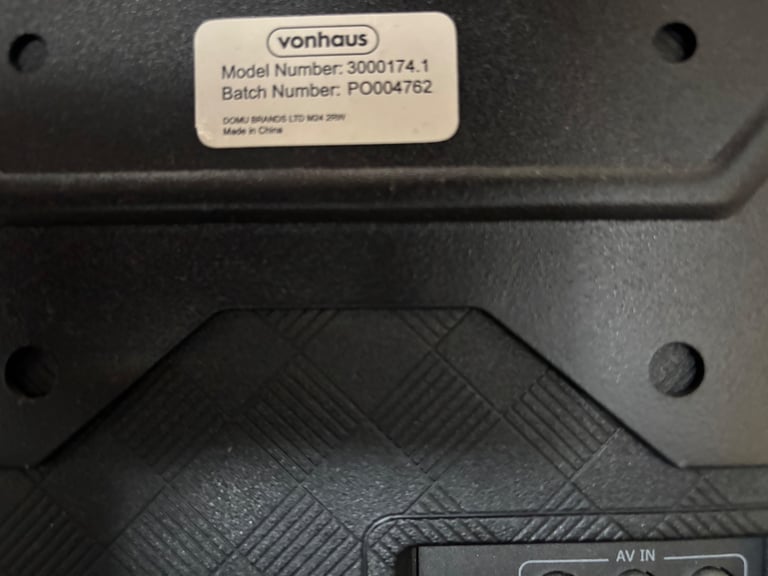 vonhaus
Model Number: 3000174.1
Batch Number: PO004762
DOMU BRANDS LTD M24 2RW
Made in China
AV IN